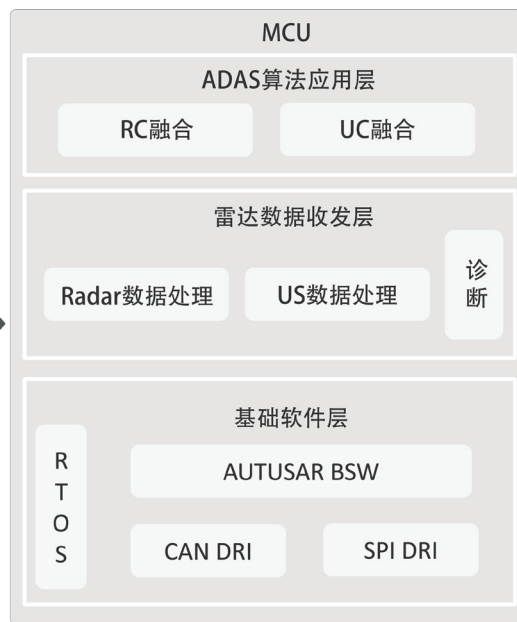 MCU
ADAS算法应用层
RC融合
UC融合
雷达数据收发层
Radar数据处理
US数据处理
诊
断
基础软件层
R
T
O
S
AUTUSAR BSW
CAN DRI
SPI DRI